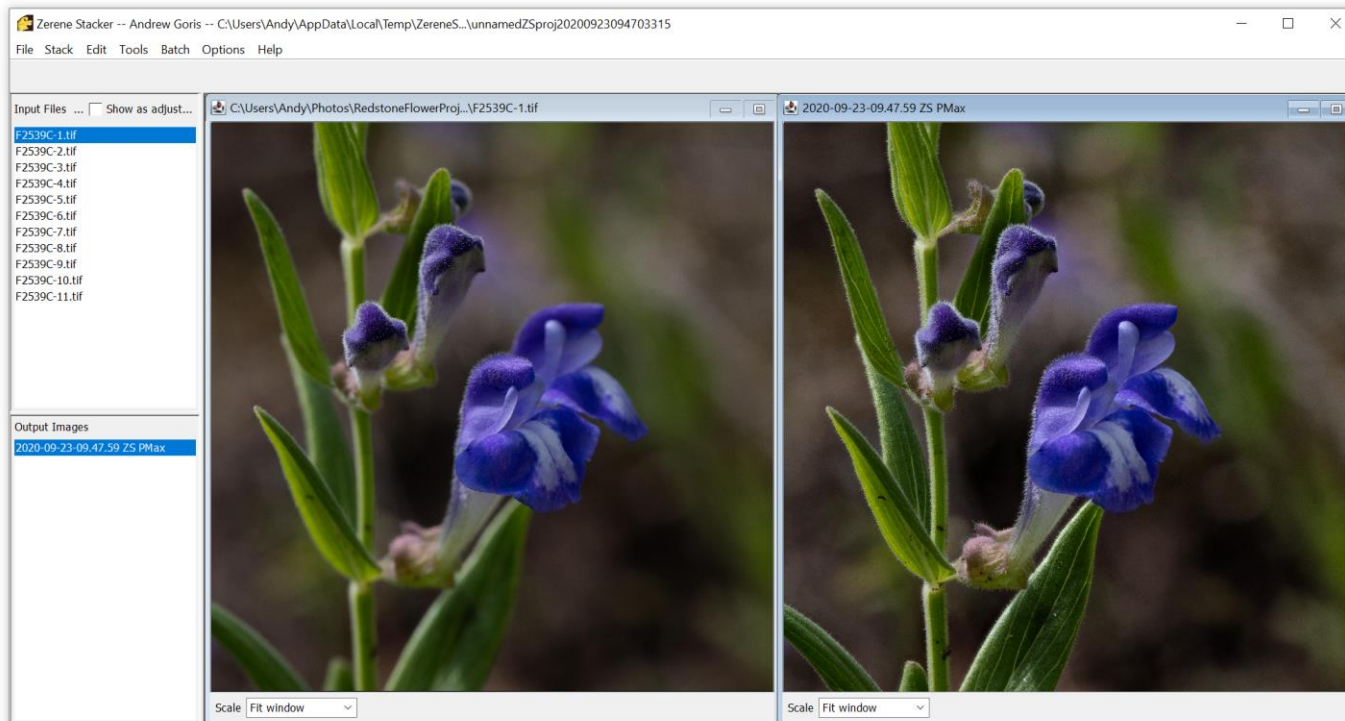 Zerene Stacker -- Andrew Goris -- C:\Users\Andy\AppData\Local\Temp\ZereneS...\unnamedZSproj20200923094703315
File Stack Edit Tools Batch Options Help
Input Files ... Show as adjust...
F2539C-1.tif
F2539C-2.tif
F2539C-3.tif
F2539C-4.tif
F2539C-5.tif
F2539C-6.tif
F2539C-7.tif
F2539C-8.tif
F2539C-9.tif
F2539C-10.tif
F2539C-11.tif
Output Images
2020-09-23-09.47.59 ZS PMax
C:\Users\Andy\Photos\RedstoneFlowerProj...\F2539C-1.tif
Scale Fit window
2020-09-23-09.47.59 ZS PMax
Scale Fit window